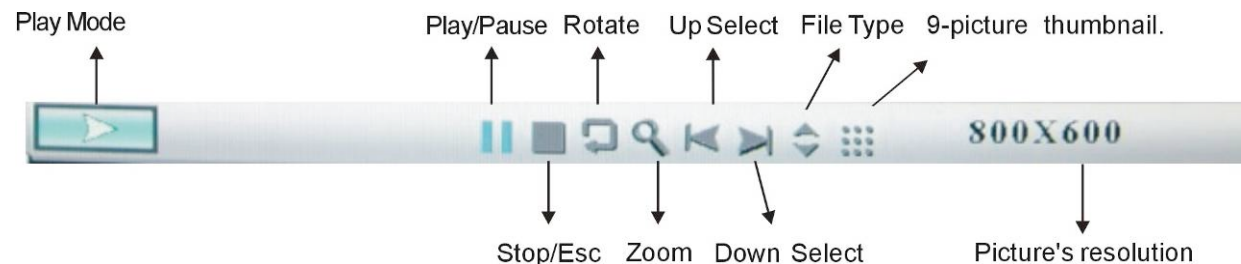 Play Mode Play/Pause Rotate Up Select File Type 9-picture thumbnail.
800X600
Stop/Esc Zoom Down Select Picture's resolution